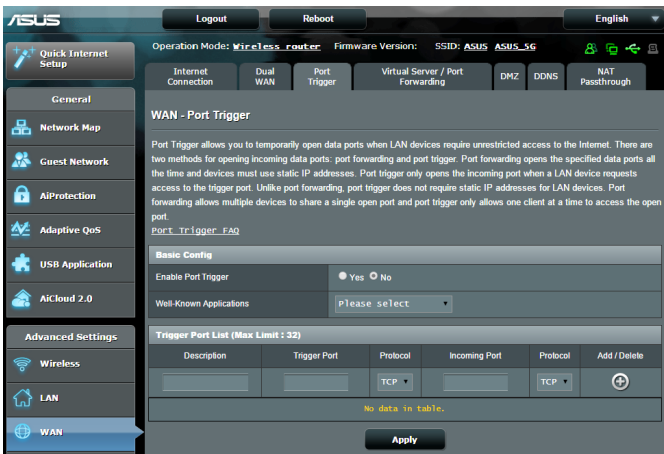 ASUS
Logout
Reboot
English
Quick Internet
Setup
General
Network Map
Guest Network
AiProtection
Adaptive QoS
USB Application
AiCloud 2.0
Advanced Settings
Wireless
LAN
WAN
Operation Mode: Wireless router Firmware Version: SSID: ASUS ASUS_5G
Internet
Connection
Dual
WAN
Port
Trigger
Virtual Server / Port
Forwarding
DMZ
DDNS
NAT
Passthrough
WAN - Port Trigger
Port Trigger allows you to temporarily open data ports when LAN devices require unrestricted access to the Internet. There are
two methods for opening incoming data ports: port forwarding and port trigger. Port forwarding opens the specified data ports all
the time and devices must use static IP addresses. Port trigger only opens the incoming port when a LAN device requests
access to the trigger port. Unlike port forwarding, port trigger does not require static IP addresses for LAN devices. Port
forwarding allows multiple devices to share a single open port and port trigger only allows one client at a time to access the open
port.
Port Trigger FAQ
Basic Config
Enable Port Trigger Yes No
Well-Known Applications Please select
Trigger Port List (Max Limit : 32)
Description Trigger Port Protocol Incoming Port Protocol Add / Delete
TCP TCP
No data in table.
Apply